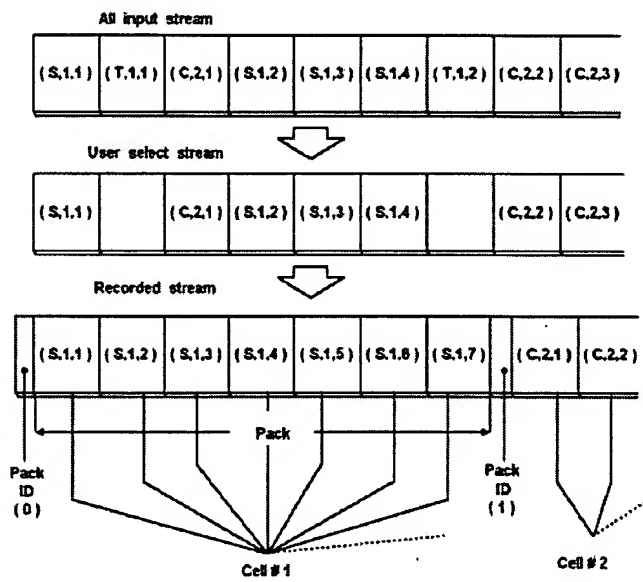 All input stream
(S,1,1) (T,1,1) (C,2,1) (S,1,2) (S,1,3) (S,1,4) (T,1,2) (C,2,2) (C,2,3)
User select stream
(S,1,1) (C,2,1) (S,1,2) (S,1,3) (S,1,4) (C,2,2) (C,2,3)
Recorded stream
(S,1,1) (S,1,2) (S,1,3) (S,1,4) (S,1,5) (S,1,6) (S,1,7) (C,2,1) (C,2,2)
Pack
Pack ID (0)
Pack ID (1)
Cell # 1
Cell # 2